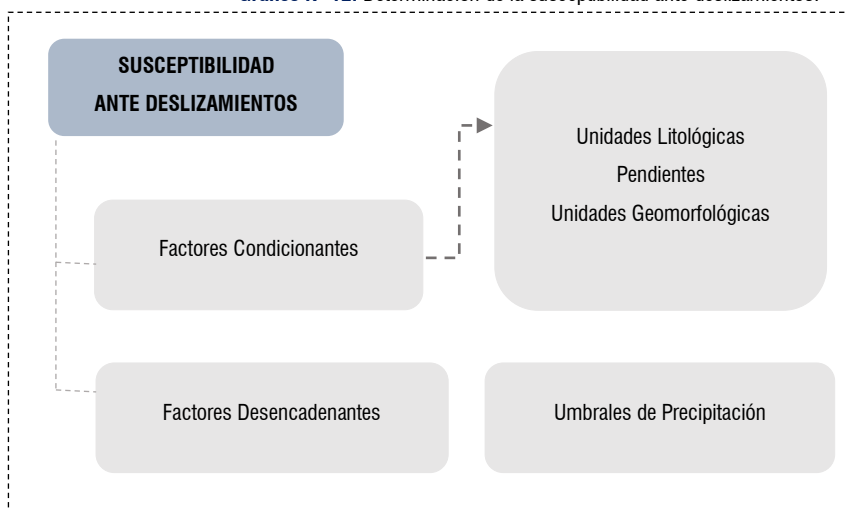 SUSCEPTIBILIDAD
ANTE DESLIZAMIENTOS
Unidades Litológicas
Pendientes
Unidades Geomorfológicas
Factores Condicionantes
Factores Desencadenantes
Umbrales de Precipitación